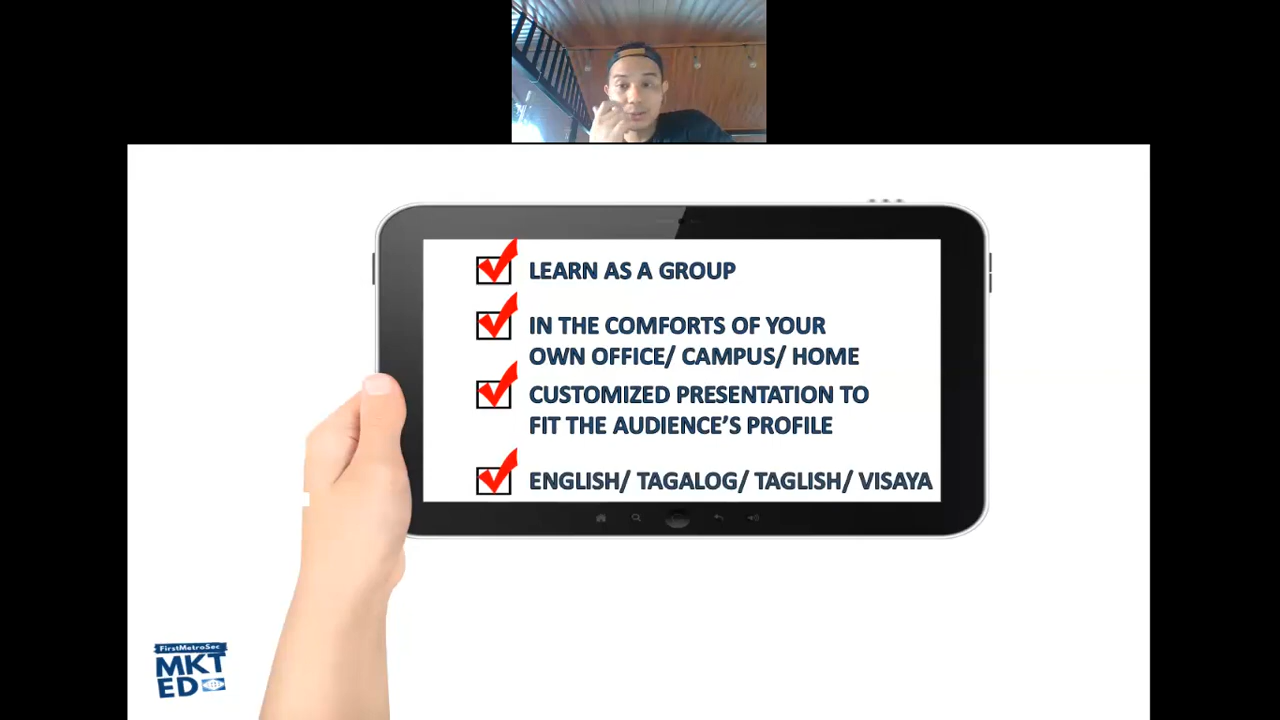 LEARN AS A GROUP
IN THE COMFORTS OF YOUR
OWN OFFICE/ CAMPUS/ HOME
CUSTOMIZED PRESENTATION TO
FIT THE AUDIENCE'S PROFILE
ENGLISH/ TAGALOG/ TAGLISH/ VISAYA
FirstMetroSec
MKT
ED